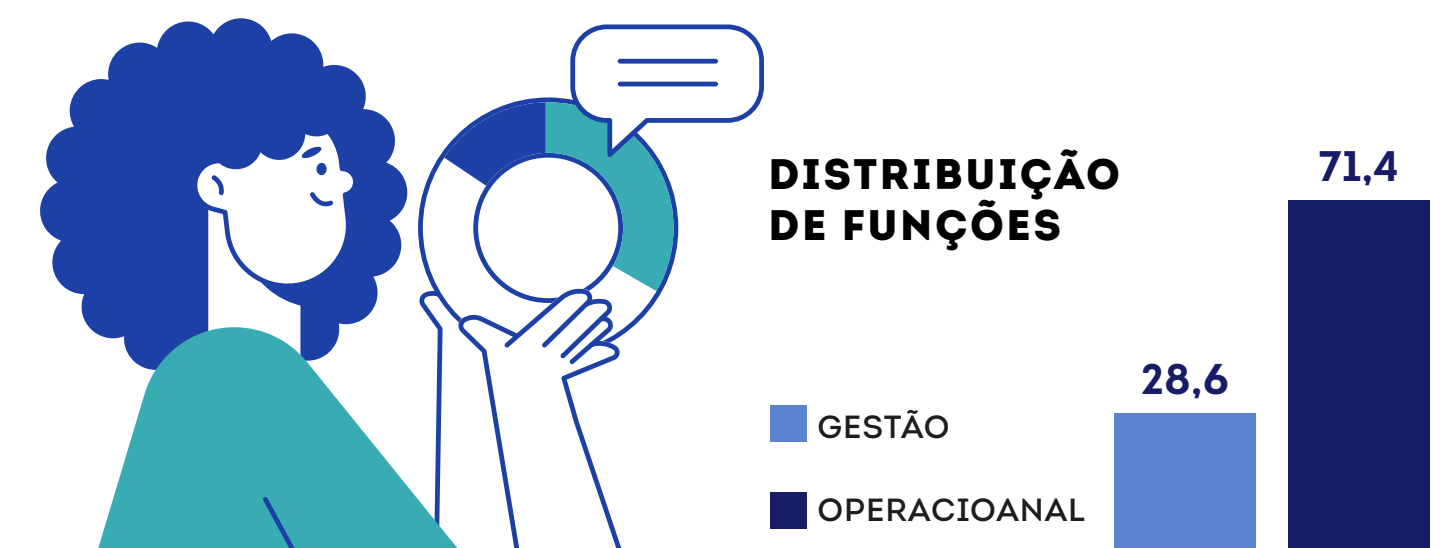 DISTRIBUIÇÃO
DE FUNÇÕES
71,4
28,6
GESTÃO
OPERACIOANAL